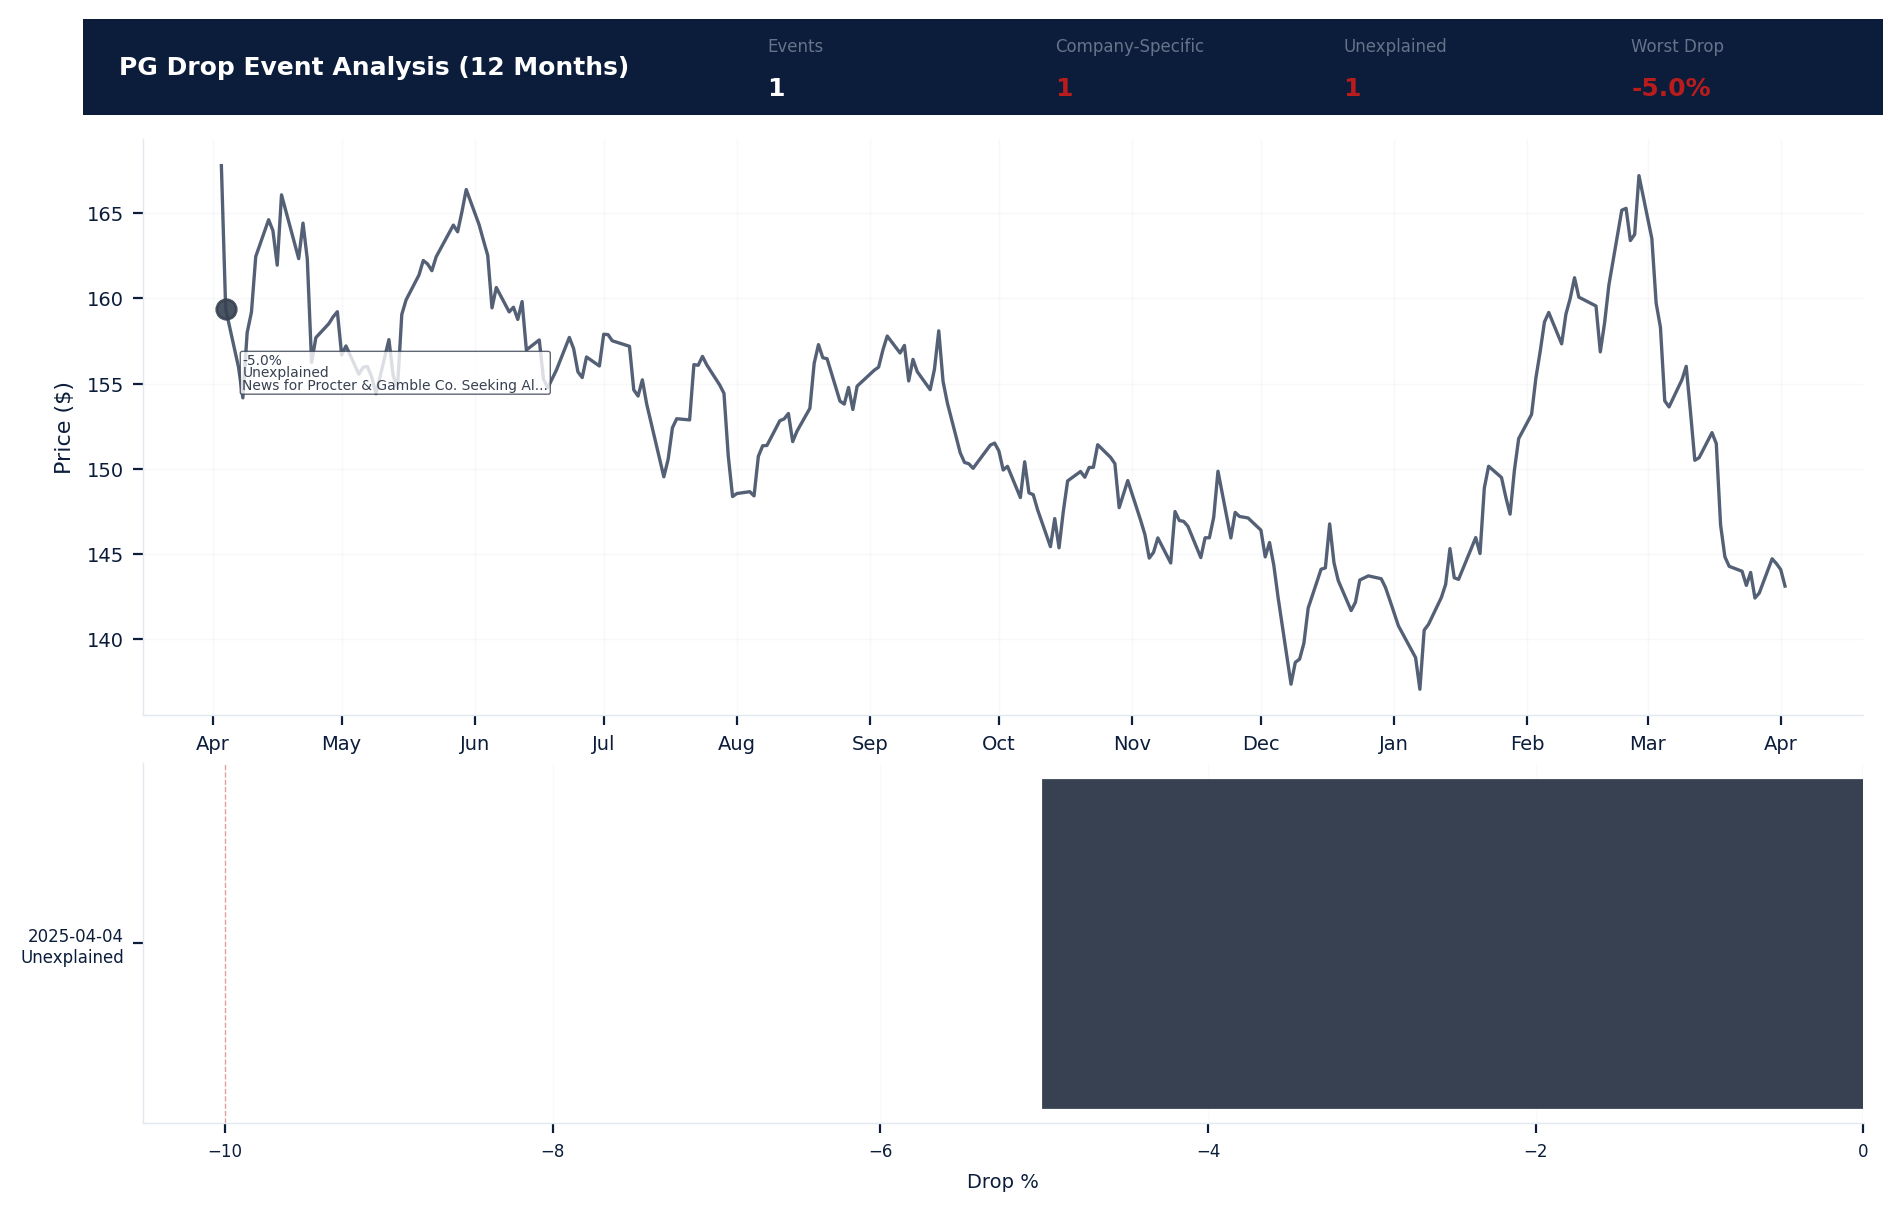 PG Drop Event Analysis (12 Months)
Events
1
Company-Specific
1
Unexplained
1
Worst Drop
-5.0%
Price ($)
165
160
155
150
145
140
-5.0%
Unexplained
News for Procter & Gamble Co. Seeking Al...
Apr May Jun Jul Aug Sep Oct Nov Dec Jan Feb Mar Apr
2025-04-04
Unexplained
−10 −8 −6 −4 −2 0
Drop %